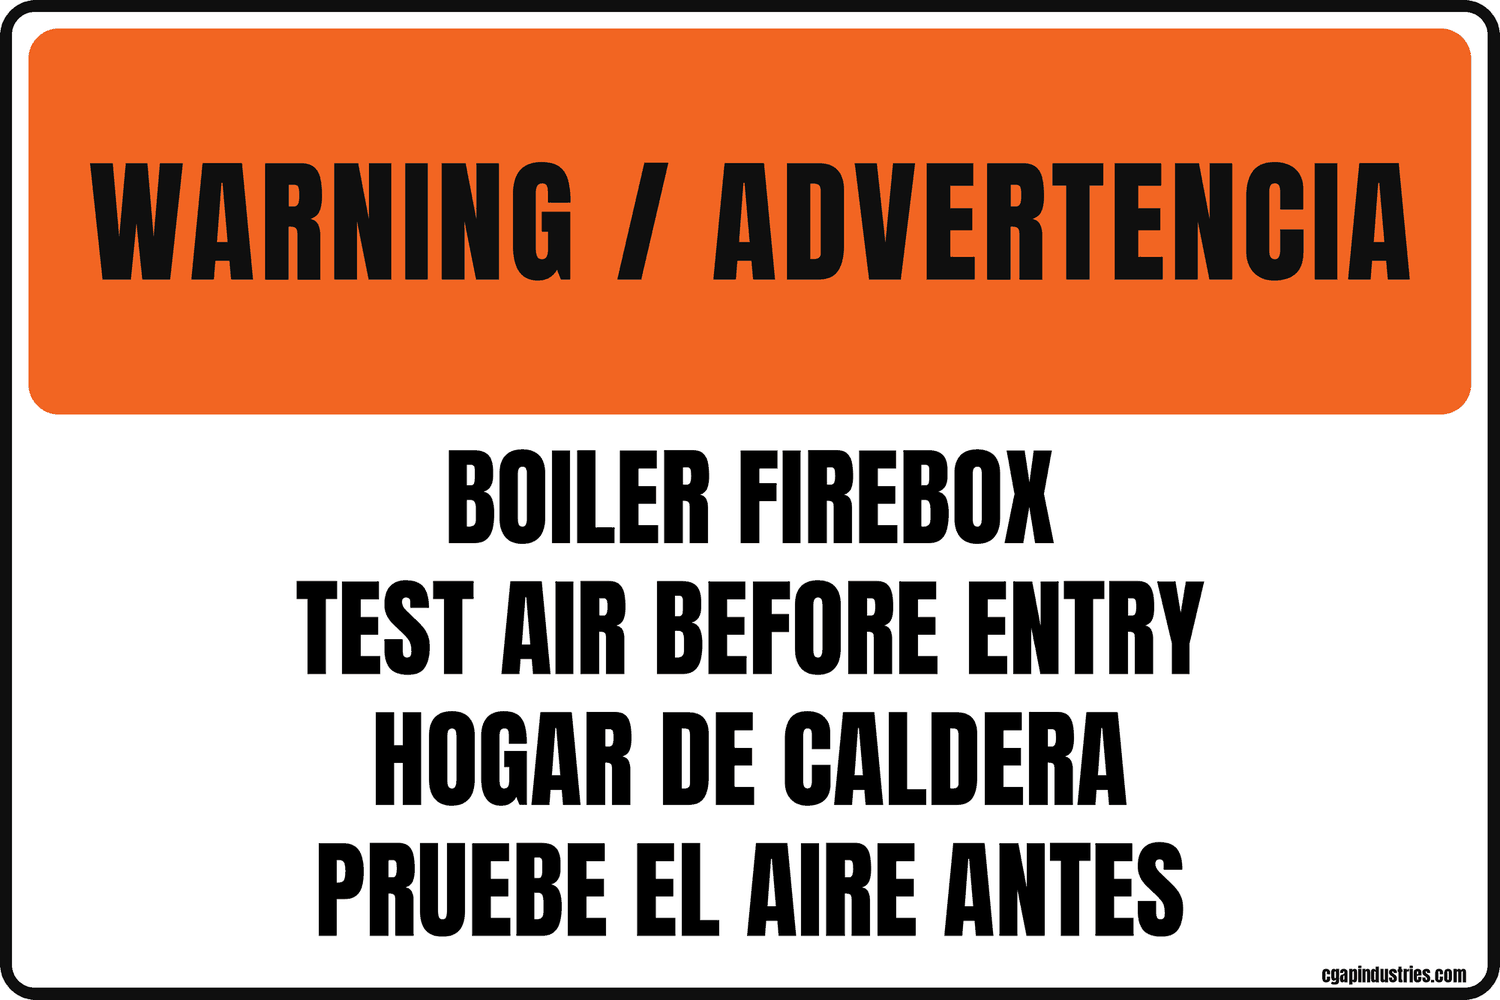 WARNING / ADVERTENCIA
BOILER FIREBOX
TEST AIR BEFORE ENTRY
HOGAR DE CALDERA
PRUEBE EL AIRE ANTES
cgapindustries.com